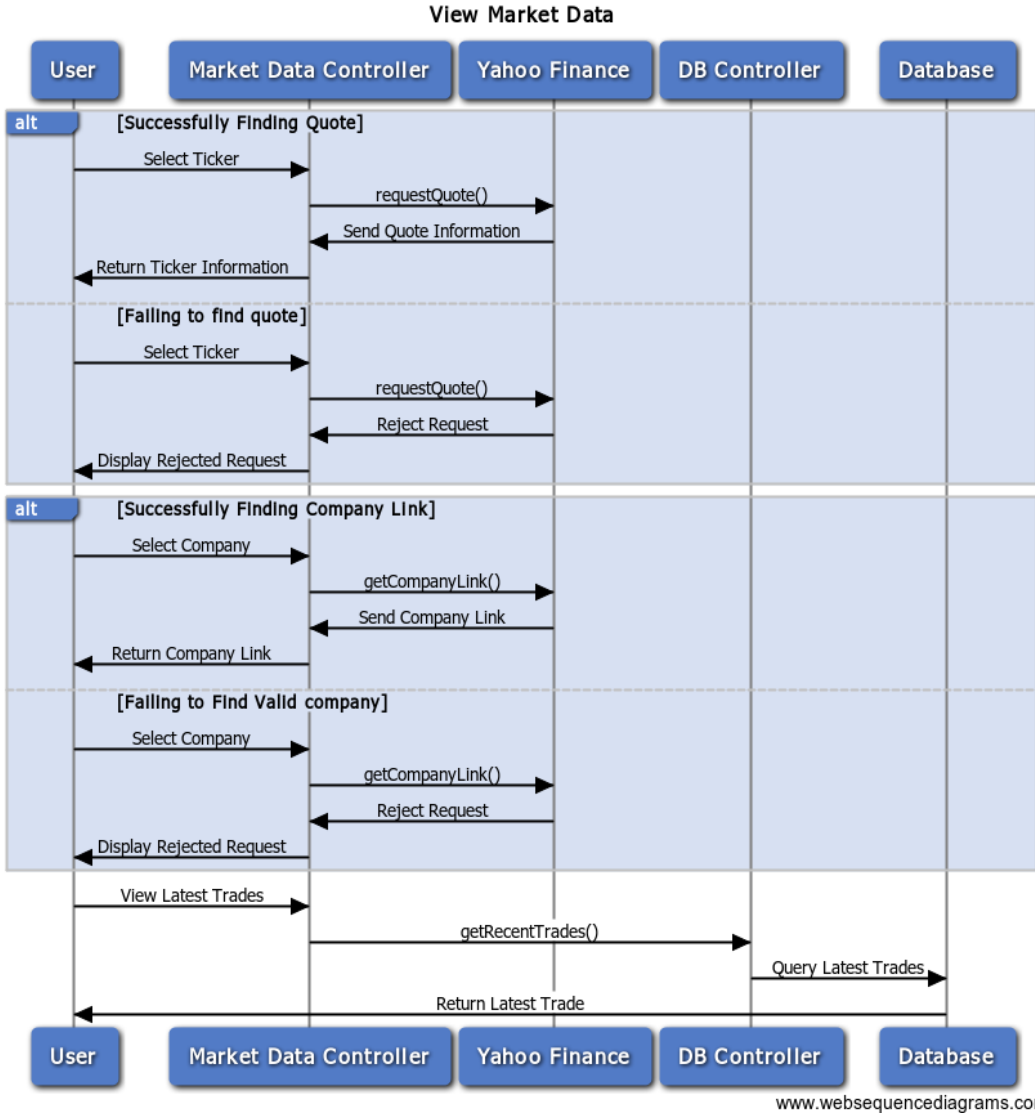 View Market Data
User
Market Data Controller
Yahoo Finance
DB Controller
Database
alt
[Successfully Finding Quote]
Select Ticker
requestQuote()
Send Quote Information
Return Ticker Information
[Failing to find quote]
Select Ticker
requestQuote()
Reject Request
Display Rejected Request
alt
[Successfully Finding Company Link]
Select Company
getCompanyLink()
Send Company Link
Return Company Link
[Failing to Find Valid company]
Select Company
getCompanyLink()
Reject Request
Display Rejected Request
View Latest Trades
getRecentTrades()
Query Latest Trades
Return Latest Trade
User
Market Data Controller
Yahoo Finance
DB Controller
Database
www.websequencediagrams.co